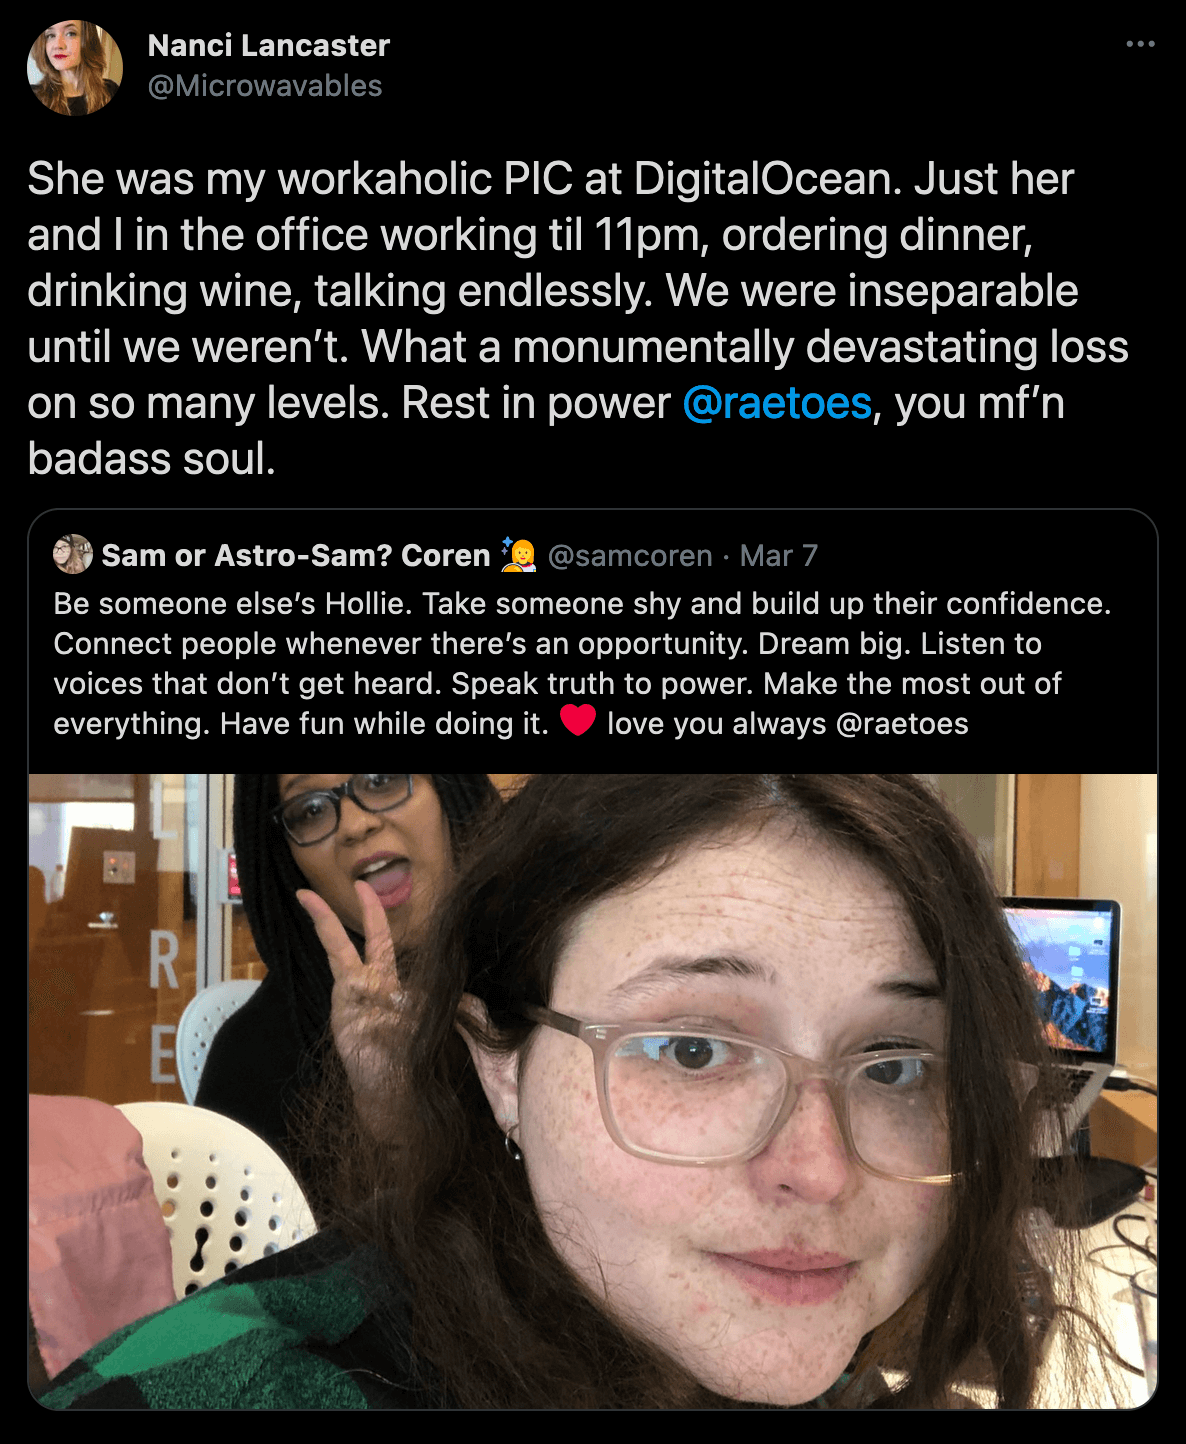 Nanci Lancaster
@Microwavables
She was my workaholic PIC at DigitalOcean. Just her
and I in the office working til 11pm, ordering dinner,
drinking wine, talking endlessly. We were inseparable
until we weren’t. What a monumentally devastating loss
on so many levels. Rest in power @raetoes, you mf’n
badass soul.
Sam or Astro-Sam? Coren 👩‍🚀 @samcoren · Mar 7
Be someone else’s Hollie. Take someone shy and build up their confidence.
Connect people whenever there’s an opportunity. Dream big. Listen to
voices that don’t get heard. Speak truth to power. Make the most out of
everything. Have fun while doing it. ❤️ love you always @raetoes
L
R
E